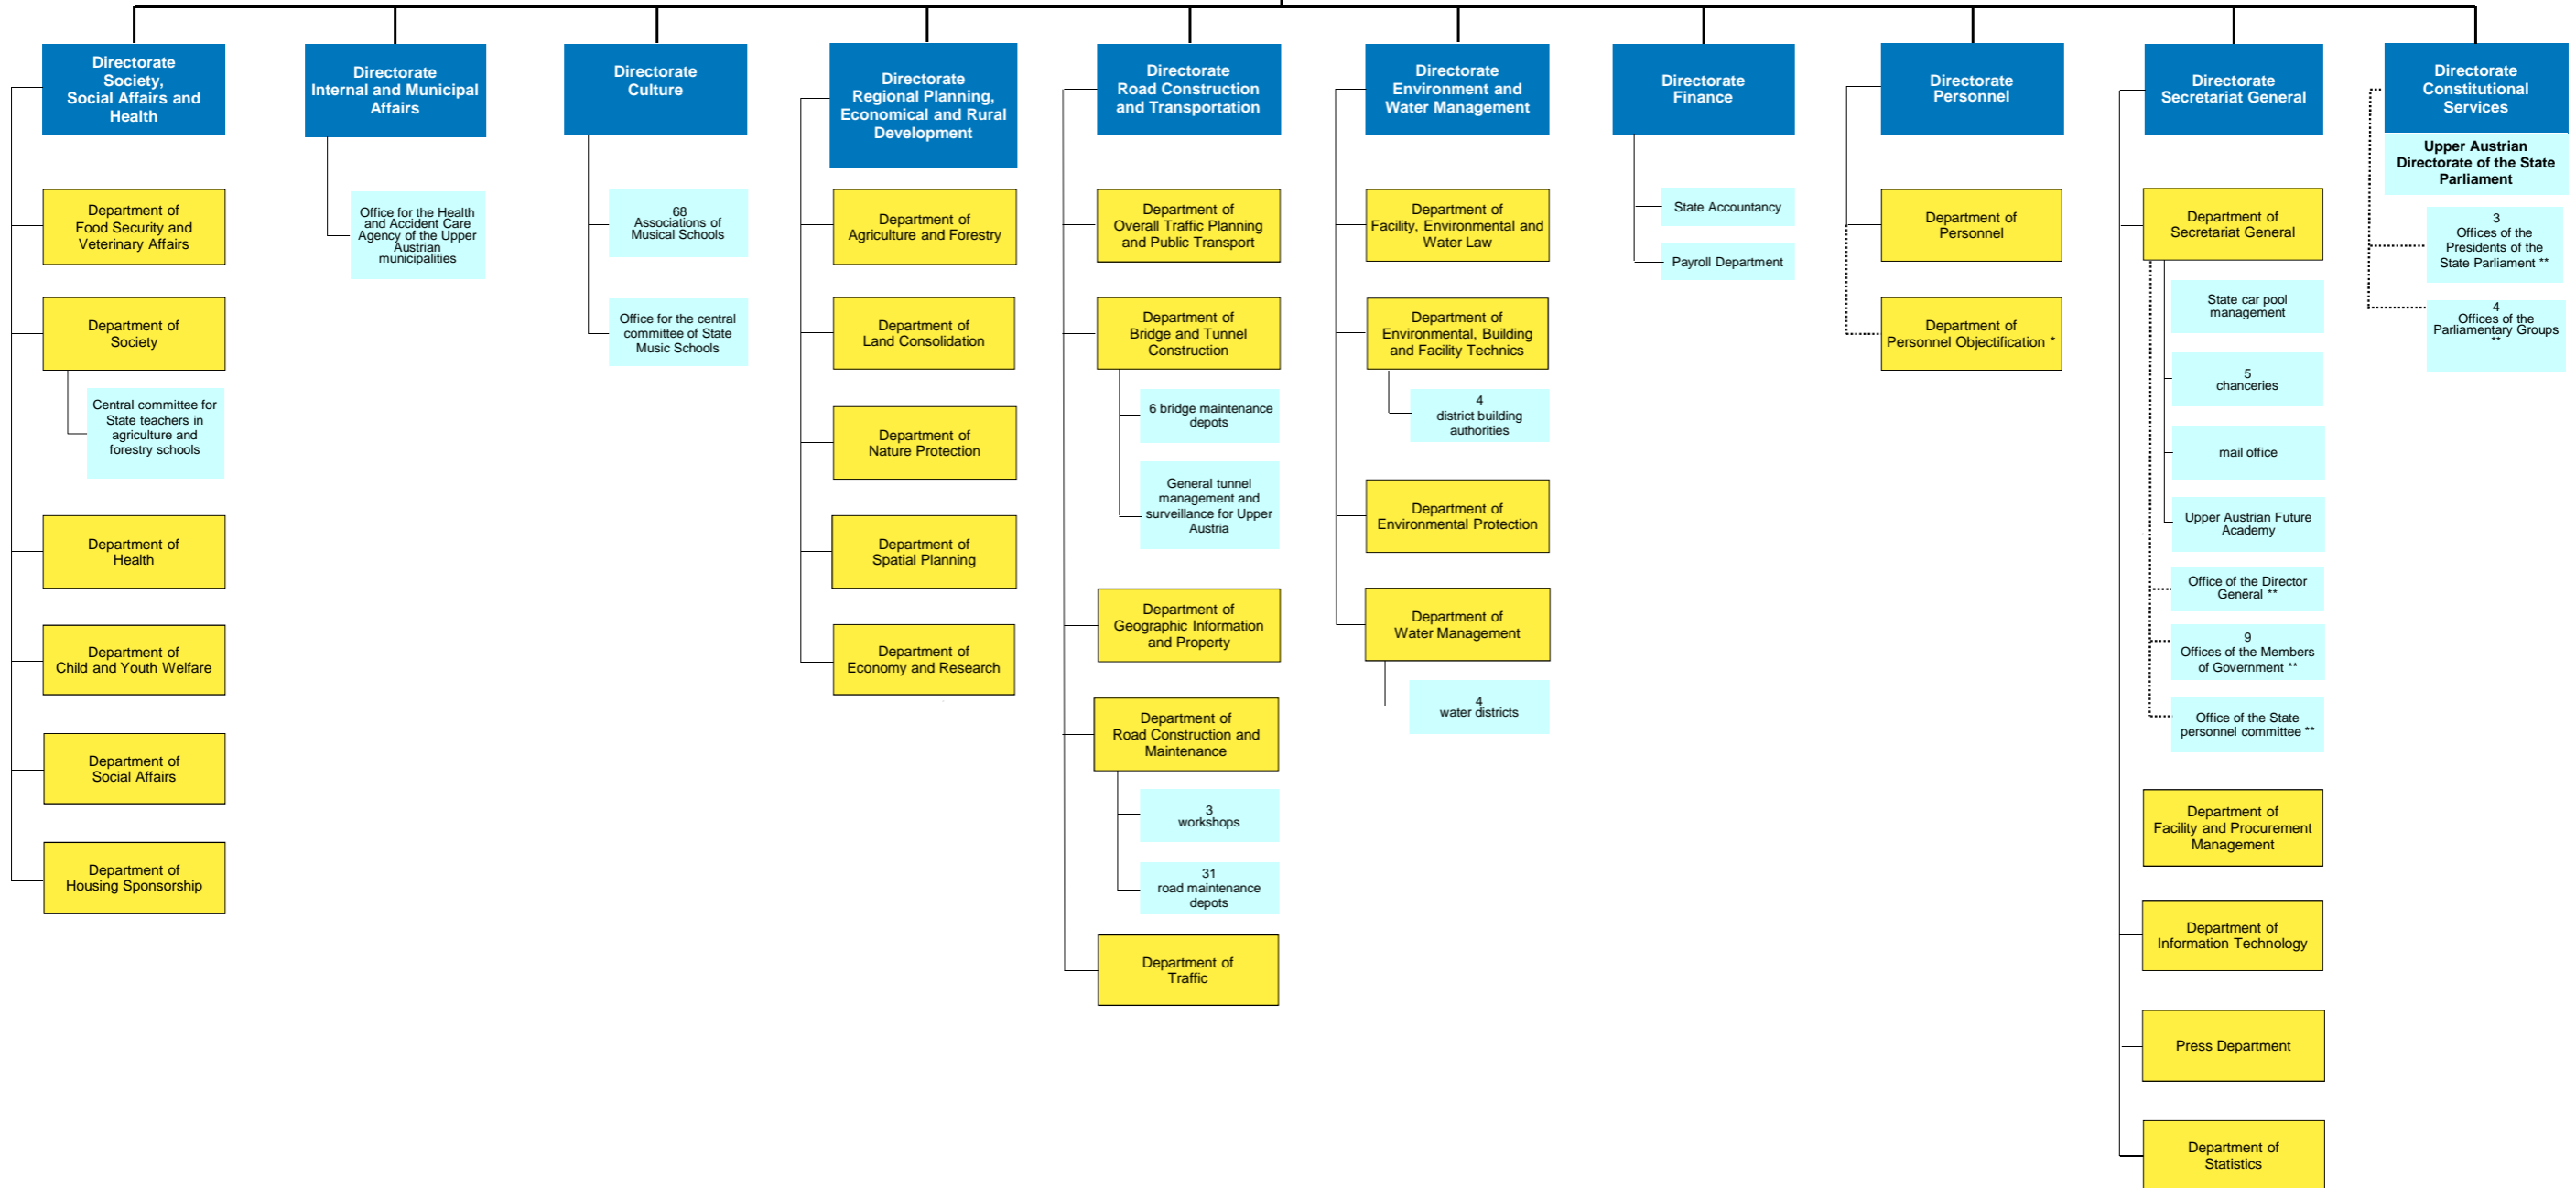 Directorate
Society,
Social Affairs and
Health
Department of
Food Security and
Veterinary Affairs
Department of
Society
Central committee for
State teachers in
agriculture and
forestry schools
Department of
Health
Department of
Child and Youth Welfare
Department of
Social Affairs
Department of
Housing Sponsorship
Directorate
Internal and Municipal
Affairs
Office for the Health
and Accident Care
Agency of the Upper
Austrian
municipalities
Directorate
Culture
68
Associations of
Musical Schools
Office for the central
committee of State
Music Schools
Directorate
Regional Planning,
Economical and Rural
Development
Department of
Agriculture and Forestry
Department of
Land Consolidation
Department of
Nature Protection
Department of
Spatial Planning
Department of
Economy and Research
Directorate
Road Construction
and Transportation
Department of
Overall Traffic Planning
and Public Transport
Department of
Bridge and Tunnel
Construction
6 bridge maintenance
depots
General tunnel
management and
surveillance for Upper
Austria
Department of
Geographic Information
and Property
Department of
Road Construction and
Maintenance
3
workshops
31
road maintenance
depots
Department of
Traffic
Directorate
Environment and
Water Management
Department of
Facility, Environmental and
Water Law
Department of
Environmental, Building
and Facility Technics
4
district building
authorities
Department of
Environmental Protection
Department of
Water Management
4
water districts
Directorate
Finance
State Accountancy
Payroll Department
Directorate
Personnel
Department of
Personnel
Department of
Personnel Objectification *
Directorate
Secretariat General
Department of
Secretariat General
State car pool
management
5
chanceries
mail office
Upper Austrian Future
Academy
Office of the Director
General **
9
Offices of the Members
of Government **
Office of the State
personnel committee **
Department of
Facility and Procurement
Management
Department of
Information Technology
Press Department
Department of
Statistics
Directorate
Constitutional
Services
Upper Austrian
Directorate of the State
Parliament
3
Offices of the
Presidents of the
State Parliament **
4
Offices of the
Parliamentary Groups
**